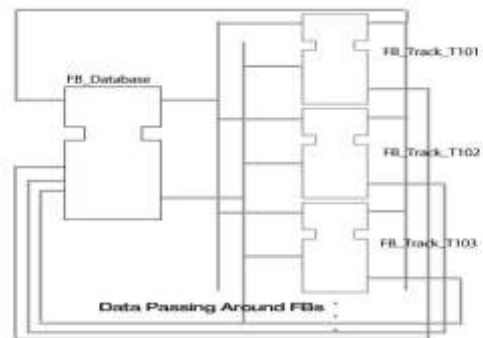 FB_Database
FB_Track_T101
FB_Track_T102
FB_Track_T103
Data Passing Around FBs